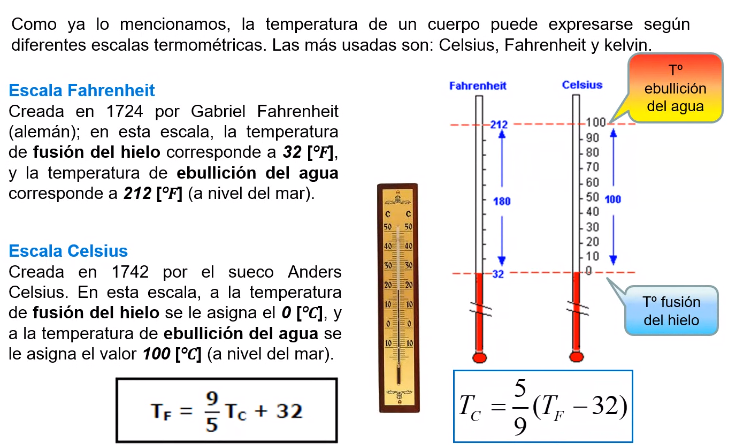 Como ya lo mencionamos, la temperatura de un cuerpo puede expresarse según
diferentes escalas termométricas. Las más usadas son: Celsius, Fahrenheit y kelvin.
Escala Fahrenheit
Creada en 1724 por Gabriel Fahrenheit
(alemán); en esta escala, la temperatura
de fusión del hielo corresponde a 32 [°F],
y la temperatura de ebullición del agua
corresponde a 212 [°F] (a nivel del mar).
Escala Celsius
Creada en 1742 por el sueco Anders
Celsius. En esta escala, a la temperatura
de fusión del hielo se le asigna el 0 [°C], y
a la temperatura de ebullición del agua se
le asigna el valor 100 [°C] (a nivel del mar).
T_F = 9/5 T_C + 32
C C
50 50
40 40
30 30
20 20
10 10
0 0
10 10
Fahrenheit
212
180
32
Celsius
100
90
80
70
60
50
40
30
20
10
0
100
Tº
ebullición
del agua
Tº fusión
del hielo
T_C = 5/9 (T_F − 32)